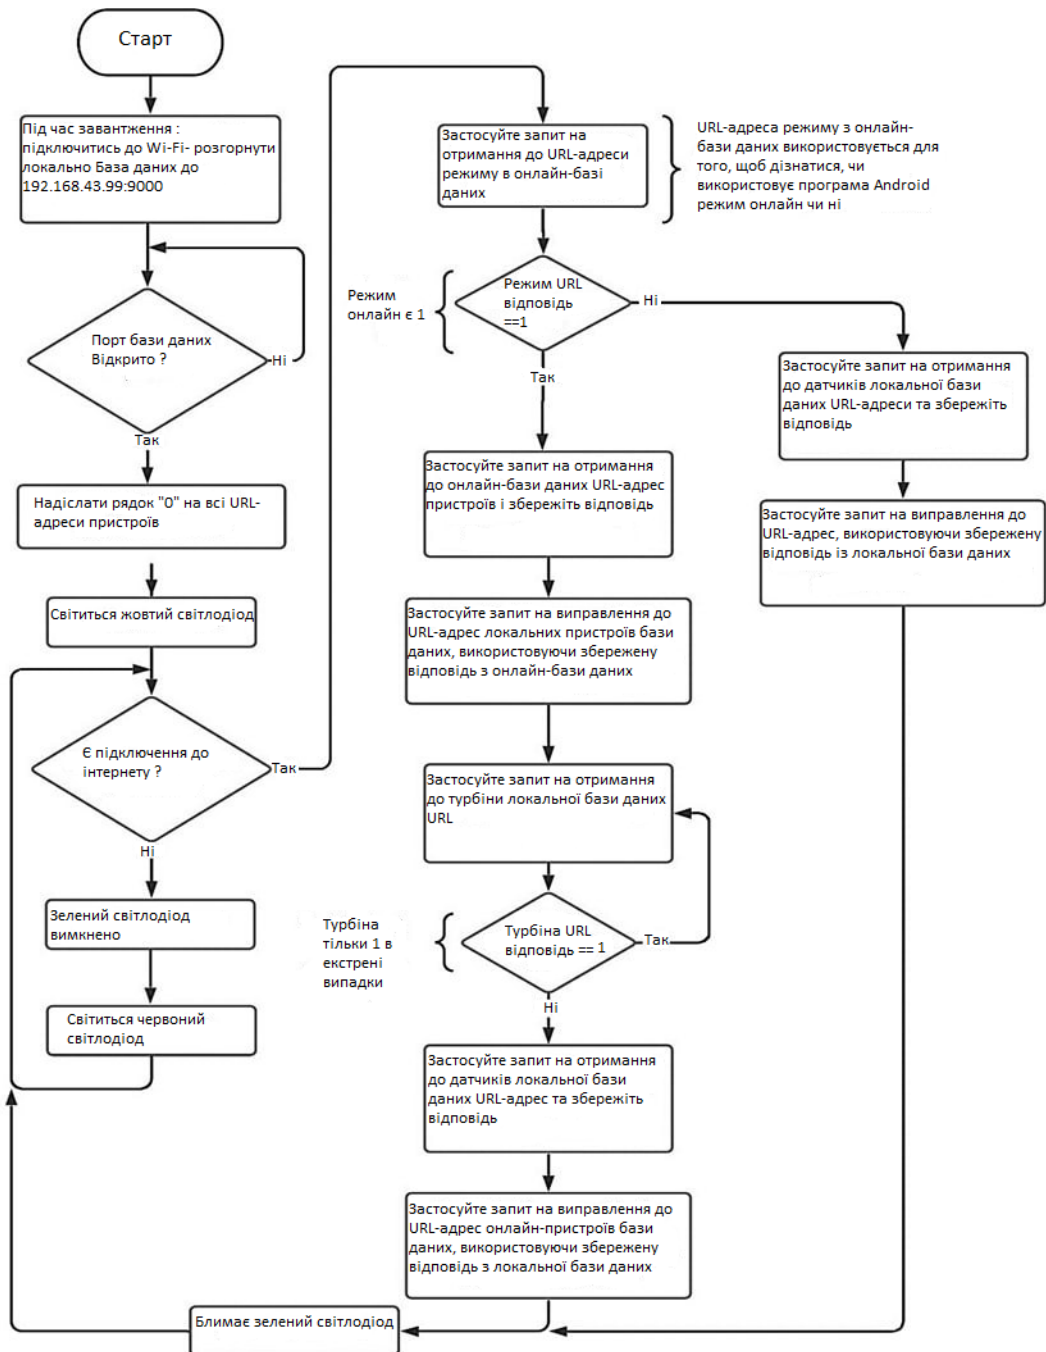 Старт
Під час завантження :
підключитись до Wi-Fi- розгорнути
локально База даних до
192.168.43.99:9000
Порт бази даних
Відкрито ?
Ні
Так
Надіслати рядок "0" на всі URL-
адреси пристроїв
Світиться жовтий світлодіод
Є підключення до
інтернету ?
Так
Ні
Зелений світлодіод
вимкнено
Світиться червоний
світлодіод
Застосуйте запит на
отримання до URL-адреси
режиму в онлайн-базі
даних
URL-адреса режиму з онлайн-
бази даних використовується для
того, щоб дізнатися, чи
використовує програма Android
режим онлайн чи ні
Режим
онлайн є 1
Режим URL
відповідь
==1
Ні
Так
Застосуйте запит на отримання
до датчиків локальної бази
даних URL-адреси та збережіть
відповідь
Застосуйте запит на виправлення до
URL-адрес, використовуючи збережену
відповідь із локальної бази даних
Застосуйте запит на отримання
до онлайн-бази даних URL-адрес
пристроїв і збережіть відповідь
Застосуйте запит на виправлення до
URL-адрес локальних пристроїв бази
даних, використовуючи збережену
відповідь з онлайн-бази даних
Застосуйте запит на отримання
до турбіни локальної бази даних
URL
Турбіна
тільки 1 в
екстрені
випадки
Турбіна URL
відповідь == 1
Так
Ні
Застосуйте запит на отримання
до датчиків локальної бази
даних URL-адрес та збережіть
відповідь
Застосуйте запит на виправлення до
URL-адрес онлайн-пристроїв бази
даних, використовуючи збережену
відповідь з локальної бази даних
Блимає зелений світлодіод